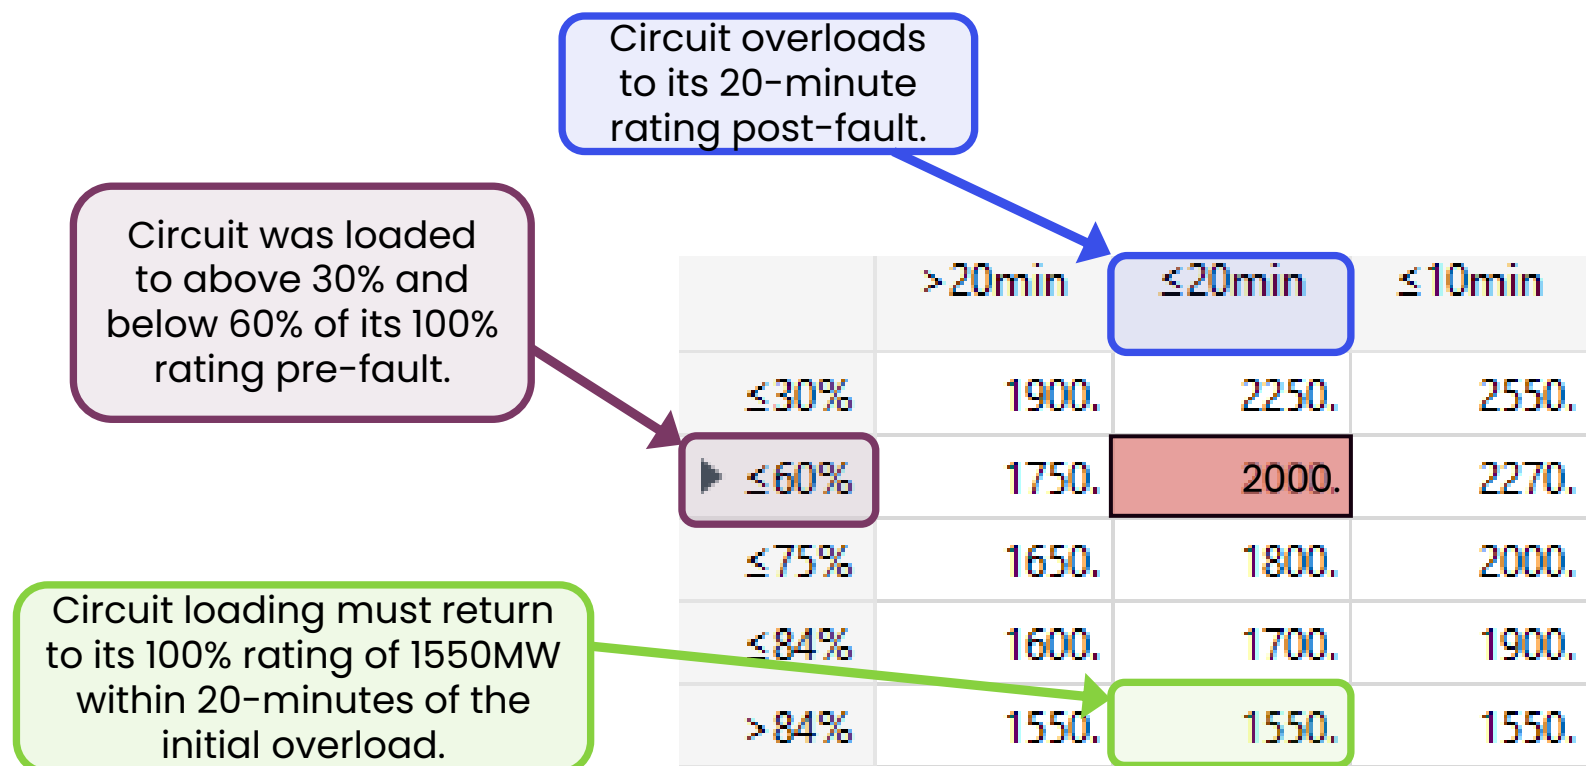 Circuit overloads
to its 20-minute
rating post-fault.
Circuit was loaded
to above 30% and
below 60% of its 100%
rating pre-fault.
>20min ≤20min ≤10min
≤30% 1900. 2250. 2550.
≤60% 1750. 2000. 2270.
≤75% 1650. 1800. 2000.
≤84% 1600. 1700. 1900.
>84% 1550. 1550. 1550.
Circuit loading must return
to its 100% rating of 1550MW
within 20-minutes of the
initial overload.